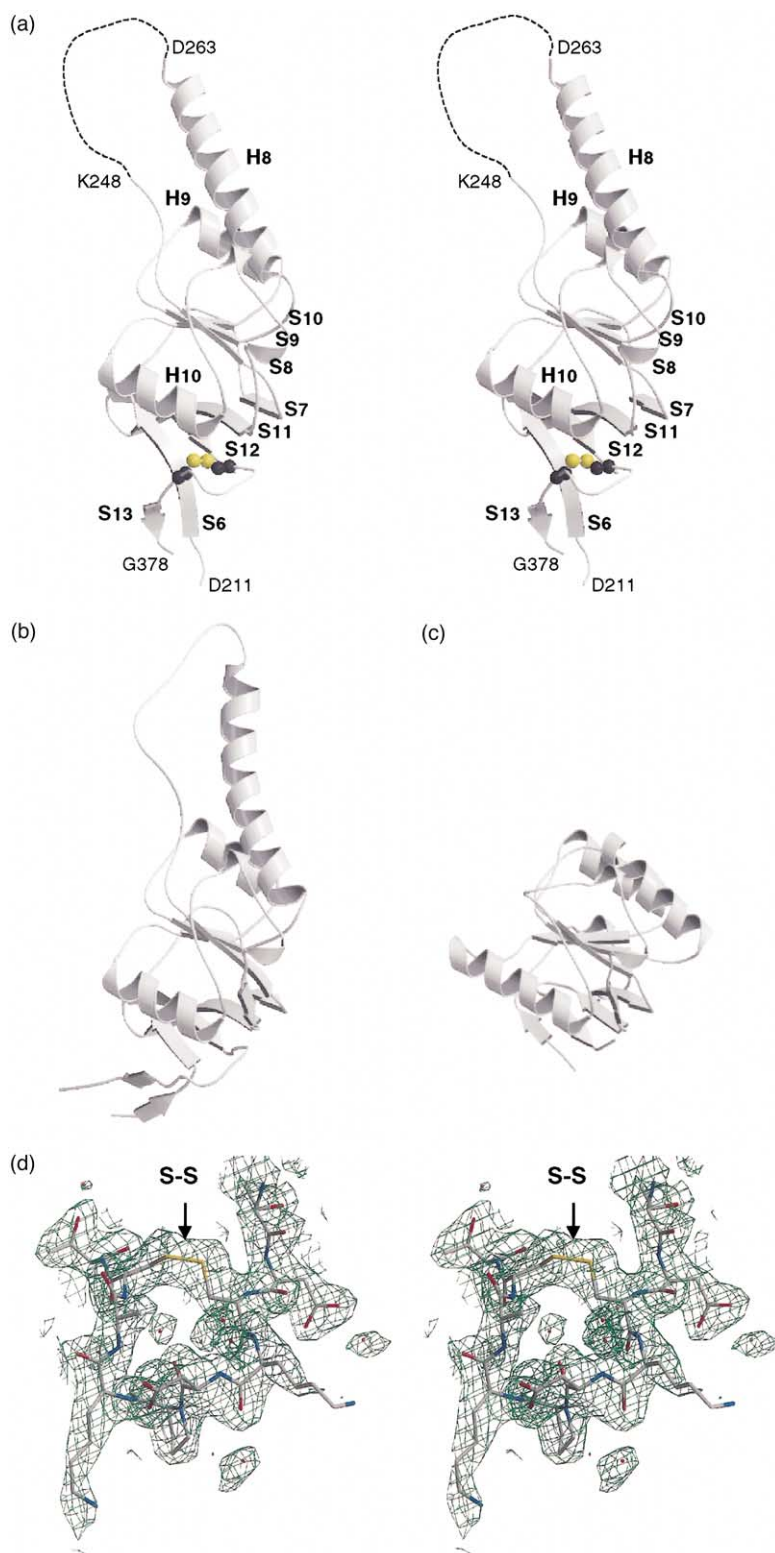 (a)
D263
D263
H8
H8
K248
K248
H9
H9
S10
S10
S9
S9
S8
S8
H10
H10
S7
S7
S11
S11
S12
S12
S13
S6
S13
S6
G378
G378
D211
D211
(b)
(c)
(d)
S-S
S-S